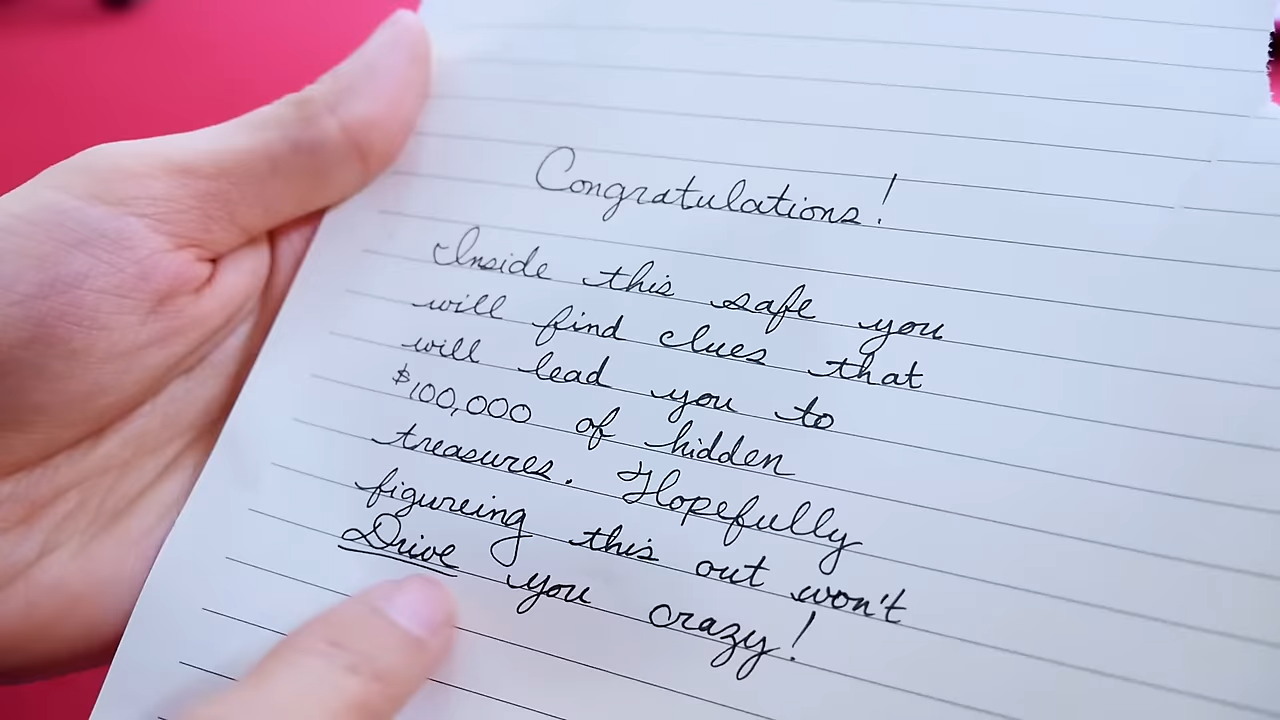 Congratulations!
Inside this safe you
will find clues that
will lead you to
$100,000 of hidden
treasures. Hopefully
figureing this out won't
Drive you crazy!